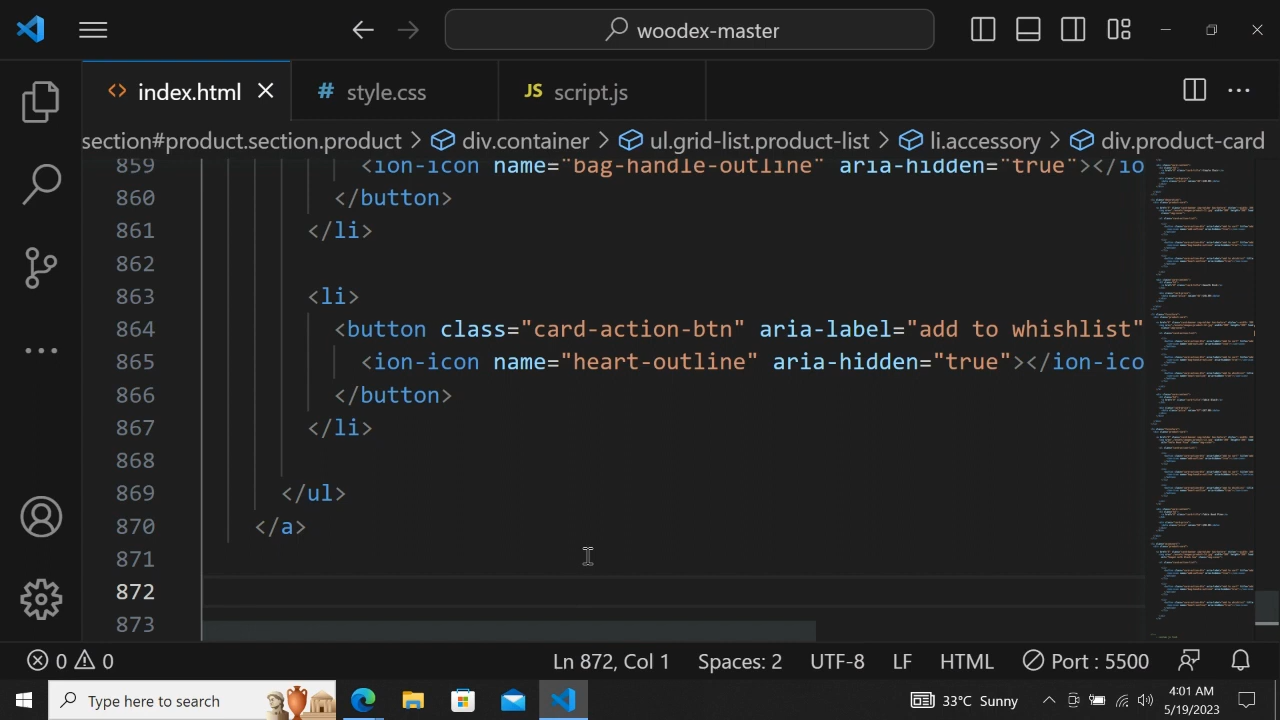 woodex-master
index.html
# style.css
JS script.js
section#product.section.product > div.container > ul.grid-list.product-list > li.accessory > div.product-card
859 <ion-icon name="bag-handle-outline" aria-hidden="true"></io
860 </button>
861 </li>
862
863 <li>
864 <button class="card-action-btn" aria-label="add to whishlist"
865 <ion-icon name="heart-outline" aria-hidden="true"></ion-ico
866 </button>
867 </li>
868
869 </ul>
870 </a>
871
872
873
0 0 Ln 872, Col 1 Spaces: 2 UTF-8 LF HTML Port : 5500
Type here to search 33°C Sunny 4:01 AM
5/19/2023